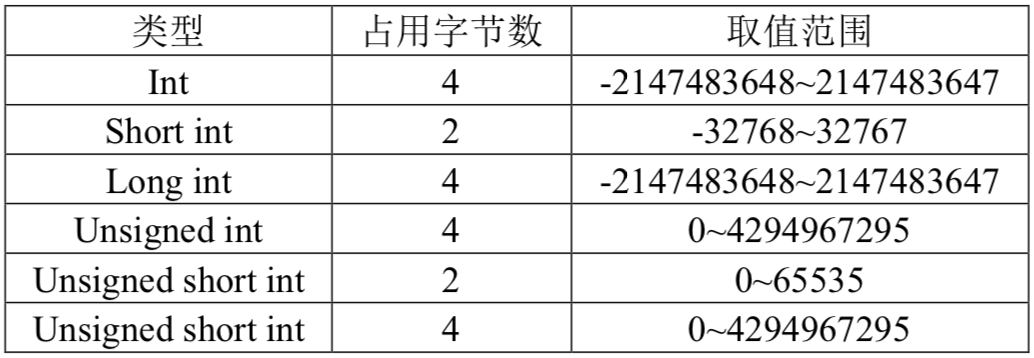 类型 占用字节数 取值范围
Int 4 -2147483648~2147483647
Short int 2 -32768~32767
Long int 4 -2147483648~2147483647
Unsigned int 4 0~4294967295
Unsigned short int 2 0~65535
Unsigned short int 4 0~4294967295